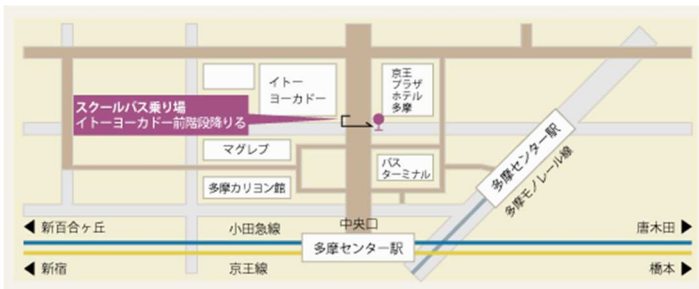 イトー
ヨーカドー
京王
プラザ
ホテル
多摩
スクールバス乗り場
イトーヨーカドー前階段降りる
マグレブ
バス
ターミナル
多摩カリヨン館
多摩センター駅
多摩モノレール線
新百合ヶ丘
小田急線
中央口
唐木田
多摩センター駅
新宿
京王線
橋本